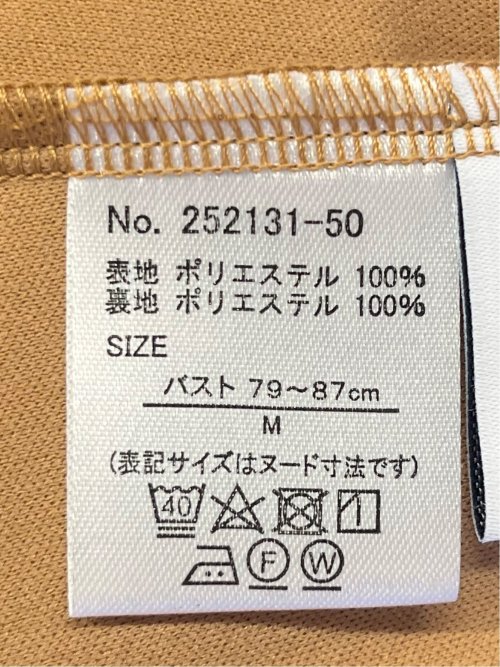 No. 252131-50
表地 ポリエステル 100%
裏地 ポリエステル 100%
SIZE
バスト 79～87cm
M
(表記サイズはヌード寸法です)
40
F W